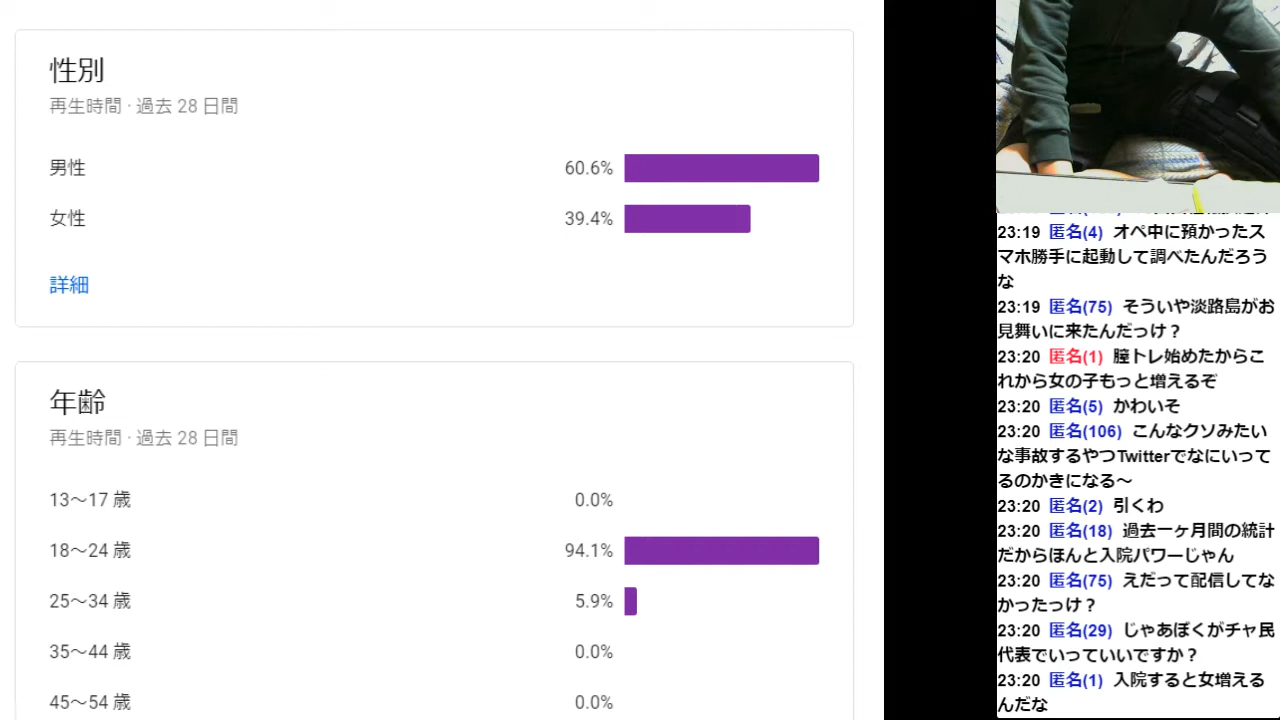 性別
再生時間 · 過去 28 日間
男性 60.6%
女性 39.4%
詳細
年齢
再生時間 · 過去 28 日間
13～17 歳 0.0%
18～24 歳 94.1%
25～34 歳 5.9%
35～44 歳 0.0%
45～54 歳 0.0%
23:19 匿名(4) オペ中に預かったス
マホ勝手に起動して調べたんだろう
な
23:19 匿名(75) そういや淡路島がお
見舞いに来たんだっけ？
23:20 匿名(1) 膣トレ始めたからこ
れから女の子もっと増えるぞ
23:20 匿名(5) かわいそ
23:20 匿名(106) こんなクソみたい
な事故するやつTwitterでなにいって
るのかきになる～
23:20 匿名(2) 引くわ
23:20 匿名(18) 過去一ヶ月間の統計
だからほんと入院パワーじゃん
23:20 匿名(75) えだって配信してな
かったっけ？
23:20 匿名(29) じゃあぼくがチャ民
代表でいっていいですか？
23:20 匿名(1) 入院すると女増える
んだな